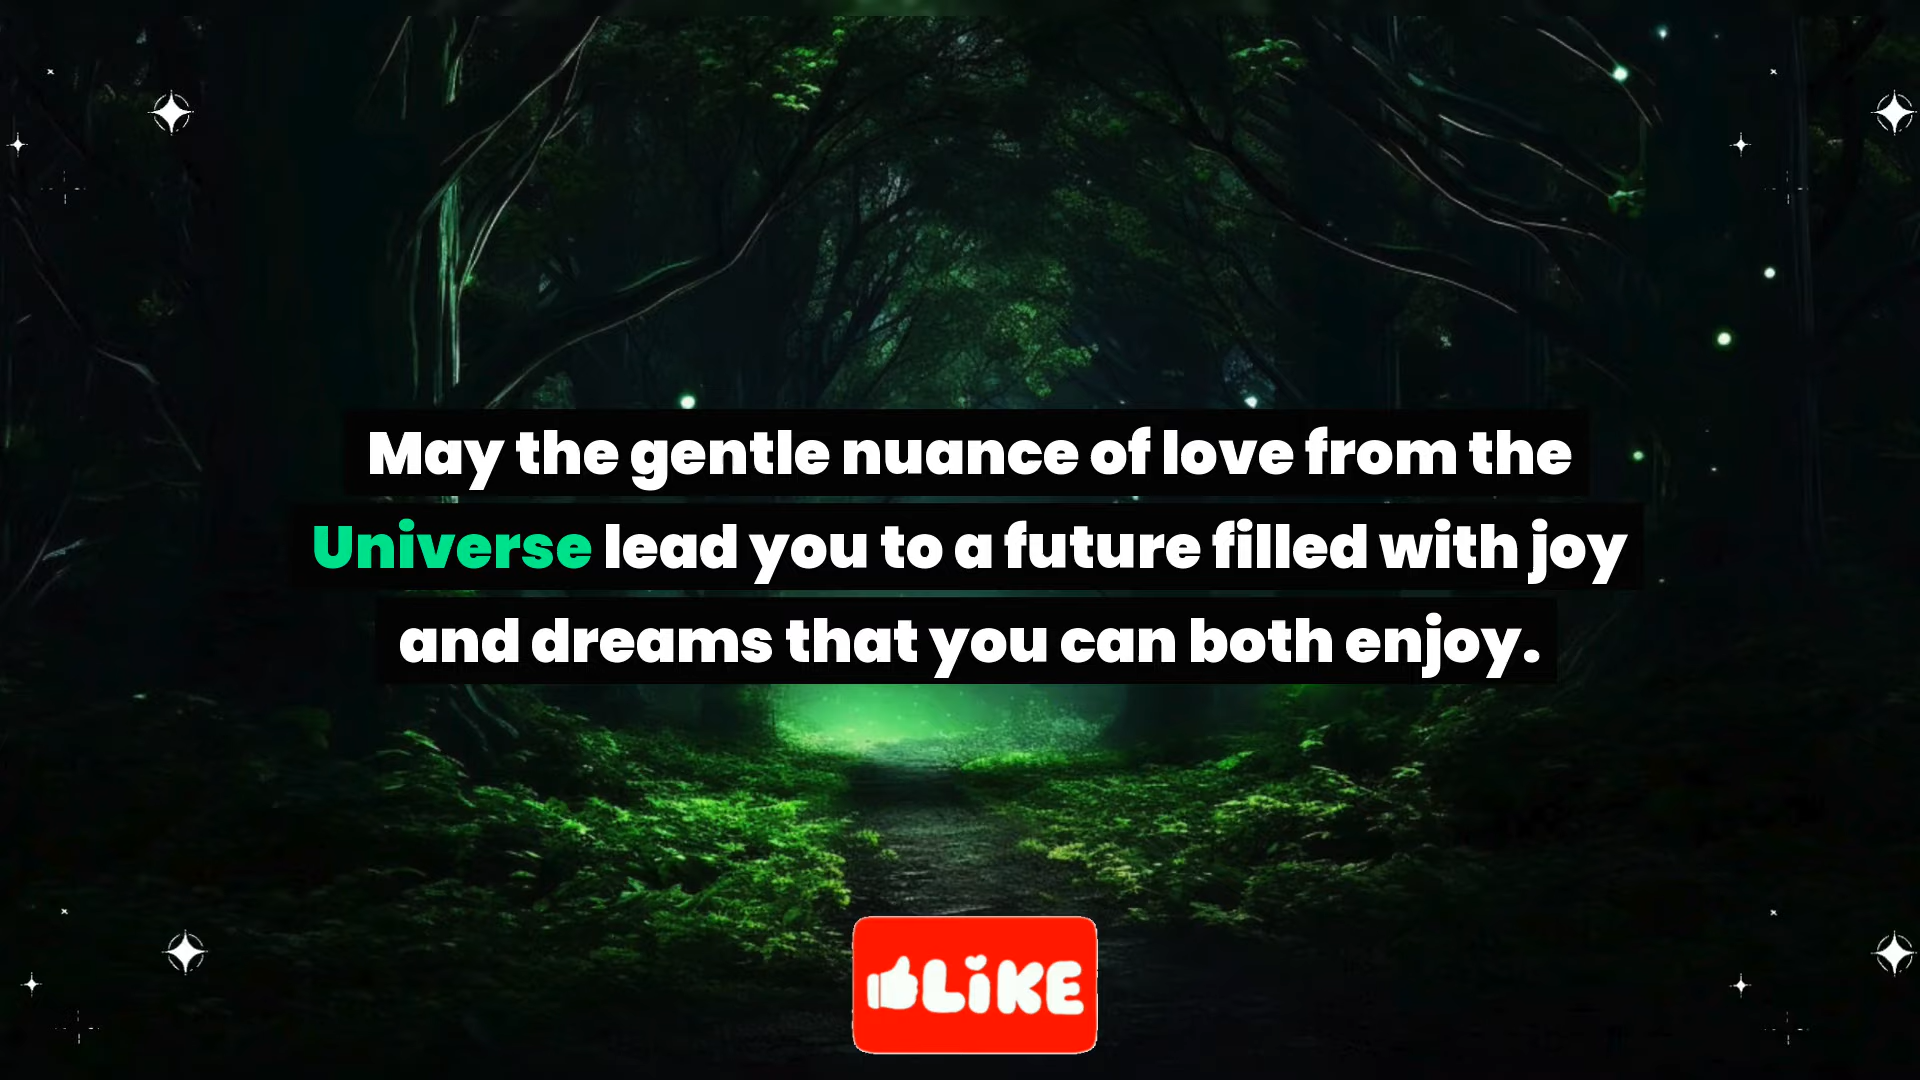 May the gentle nuance of love from the
Universe lead you to a future filled with joy
and dreams that you can both enjoy.
LiKE